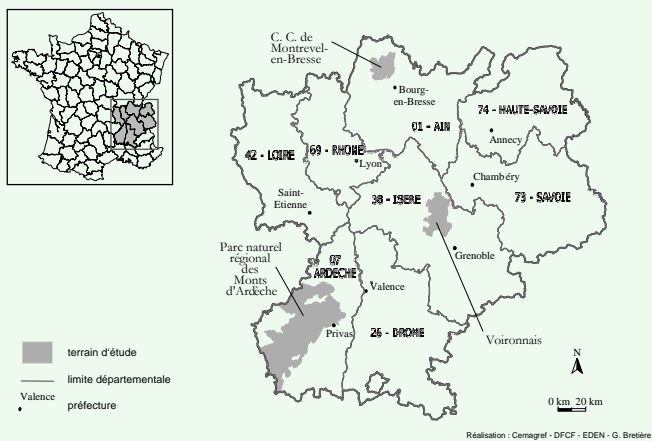 C. C. de
Montrevel-
en-Bresse
Bourg-
en-Bresse
01 - AIN
74 - HAUTE-SAVOIE
Annecy
42 - LOIRE
69 - RHONE
Lyon
Chambéry
73 - SAVOIE
38 - ISERE
Saint-
Etienne
Grenoble
Parc naturel
régional
des
Monts
d'Ardèche
07
ARDECHE
Valence
Privas
26 - DROME
Voironnais
terrain d'étude
limite départementale
Valence
préfecture
N
0 km 20 km
Réalisation : Cemagref - DFCF - EDEN - G. Bretière